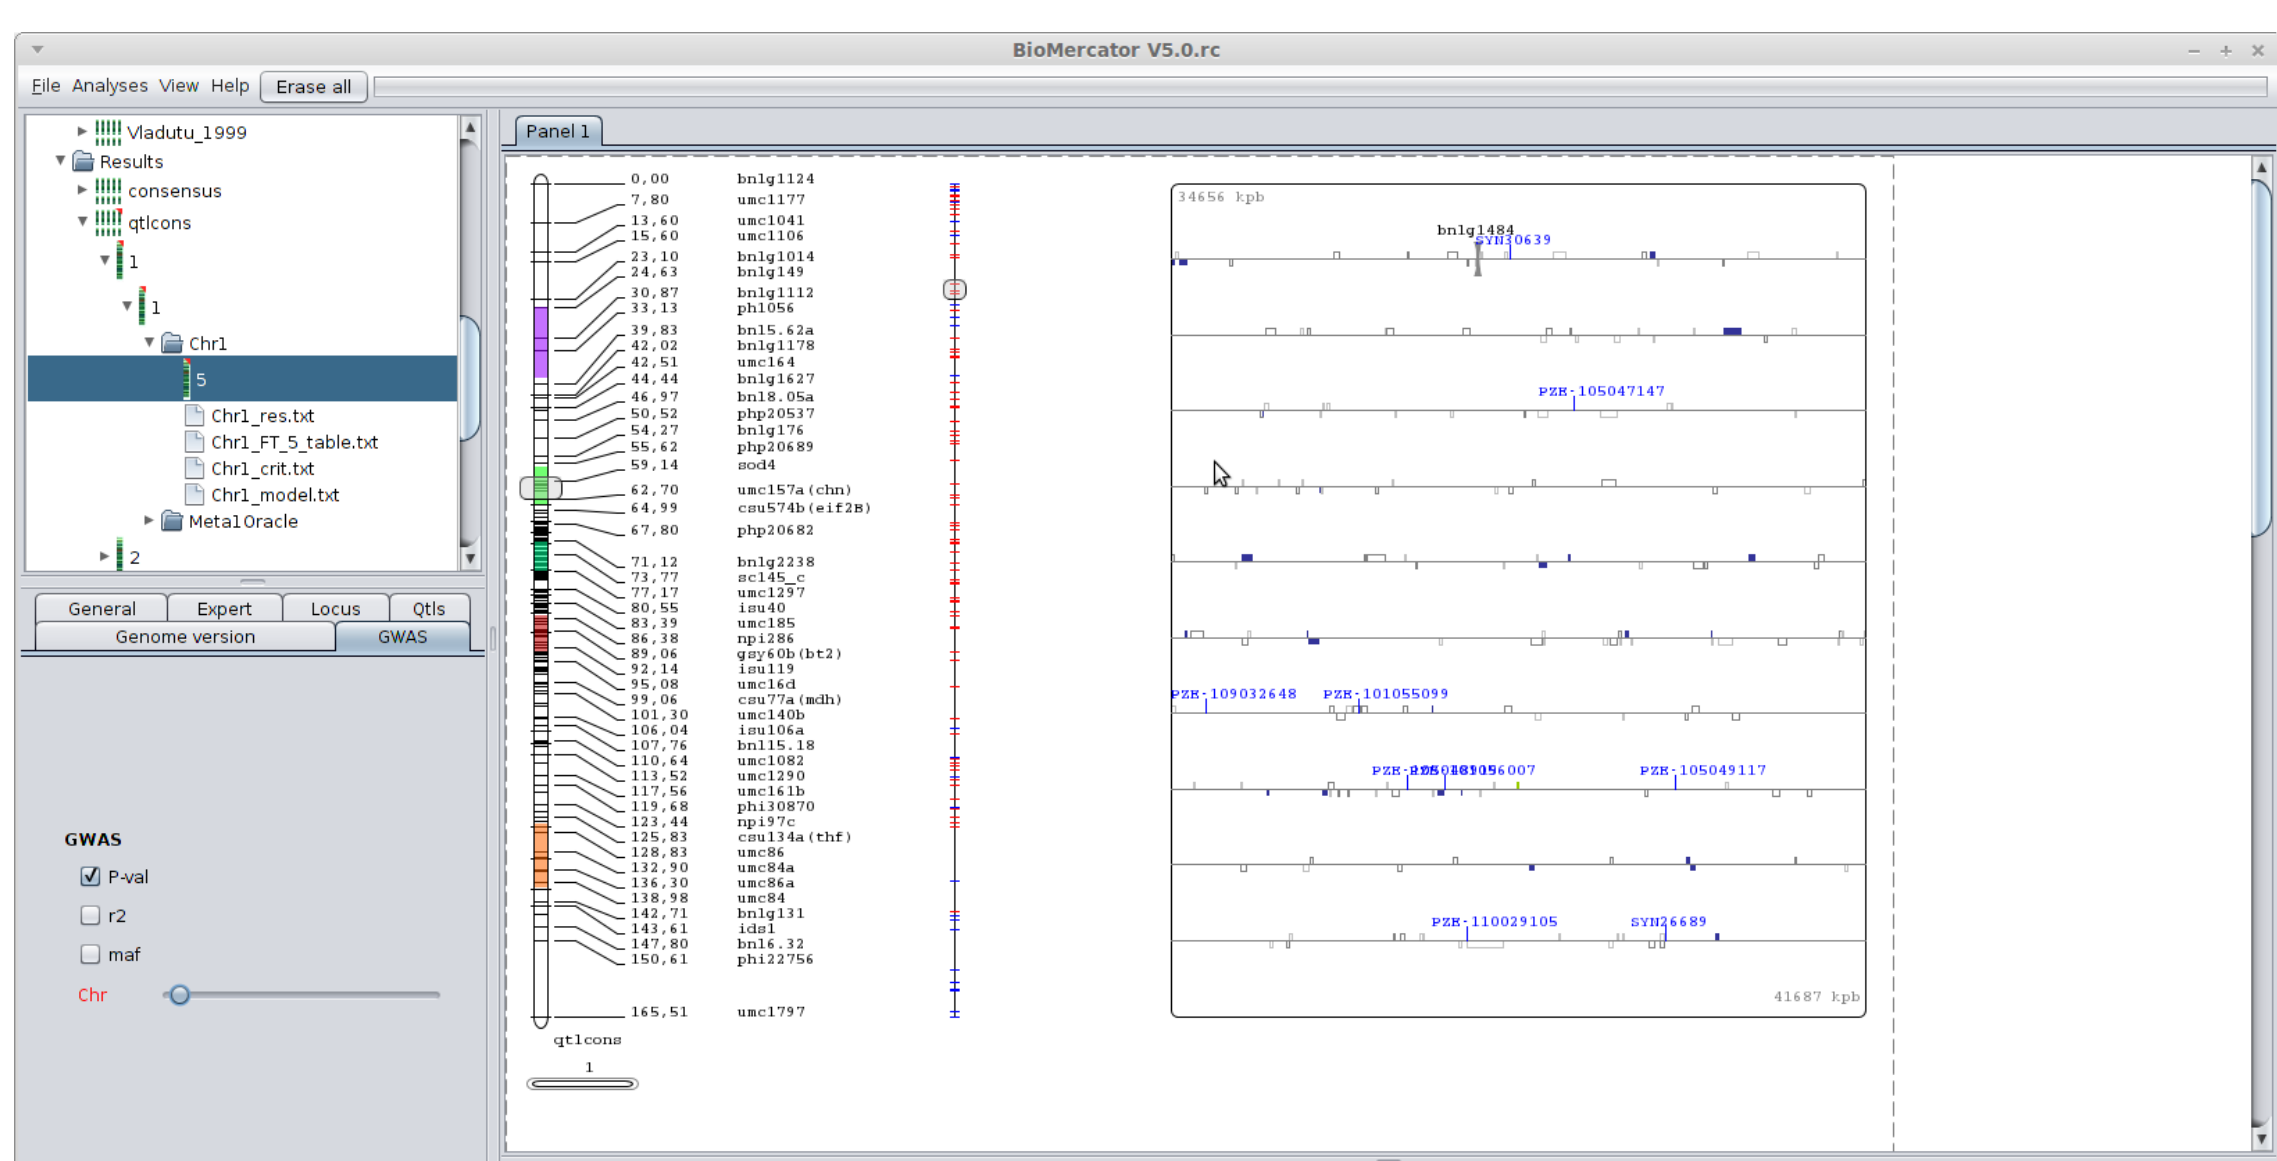 BioMercator V5.0.rc
File Analyses View Help Erase all
Vladutu_1999
Results
consensus
qtlcons
1
1
Chr1
5
Chr1_res.txt
Chr1_FT_5_table.txt
Chr1_crit.txt
Chr1_model.txt
Meta1Oracle
2
General Expert Locus Qtls
Genome version GWAS
GWAS
P-val
r2
maf
Chr
Panel 1
0,00 bnlg1124
7,80 umc1177
13,60 umc1041
15,60 umc1106
23,10 bnlg1014
24,63 bnlg149
30,87 bnlg1112
33,13 ph1056
39,83 bnl5.62a
42,02 bnlg1178
42,51 umc164
44,44 bnlg1627
46,97 bnl8.05a
50,52 php20537
54,27 bnlg176
55,62 php20689
59,14 sod4
62,70 umc157a(chn)
64,99 csu574b(eif2B)
67,80 php20682
71,12 bnlg2238
73,77 sc145_c
77,17 umc1297
80,55 isu40
83,39 umc185
86,38 npi286
89,06 gsy60b(bt2)
92,14 isu119
95,08 umc16d
99,06 csu77a(mdh)
101,30 umc140b
106,04 isu106a
107,76 bnl15.18
110,64 umc1082
113,52 umc1290
117,56 umc161b
119,68 phi30870
123,44 npi97c
125,83 csu134a(thf)
128,83 umc86
132,90 umc84a
136,30 umc86a
138,98 umc84
142,71 bnlg131
143,61 ids1
147,80 bnl6.32
150,61 phi22756
165,51 umc1797
qtlcons
1
34656 kpb
bnlg1484
SYN30639
PZE-105047147
PZE-109032648 PZE-101055099
PZE-105049117
PZE-110029105 SYN26689
41687 kpb